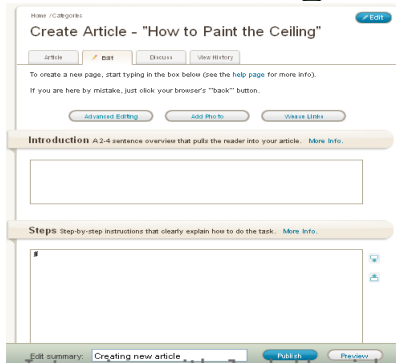 Home / Categories
Edit
Create Article - "How to Paint the Ceiling"
Article
Edit
Discuss
View History
To create a new page, start typing in the box below (see the help page for more info).
If you are here by mistake, just click your browser's "back" button.
Advanced Editing
Add Photo
Weave Links
Introduction A 2-4 sentence overview that pulls the reader into your article. More Info.
Steps Step-by-step instructions that clearly explain how to do the task. More Info.
#
Edit summary: Creating new article
Publish
Preview